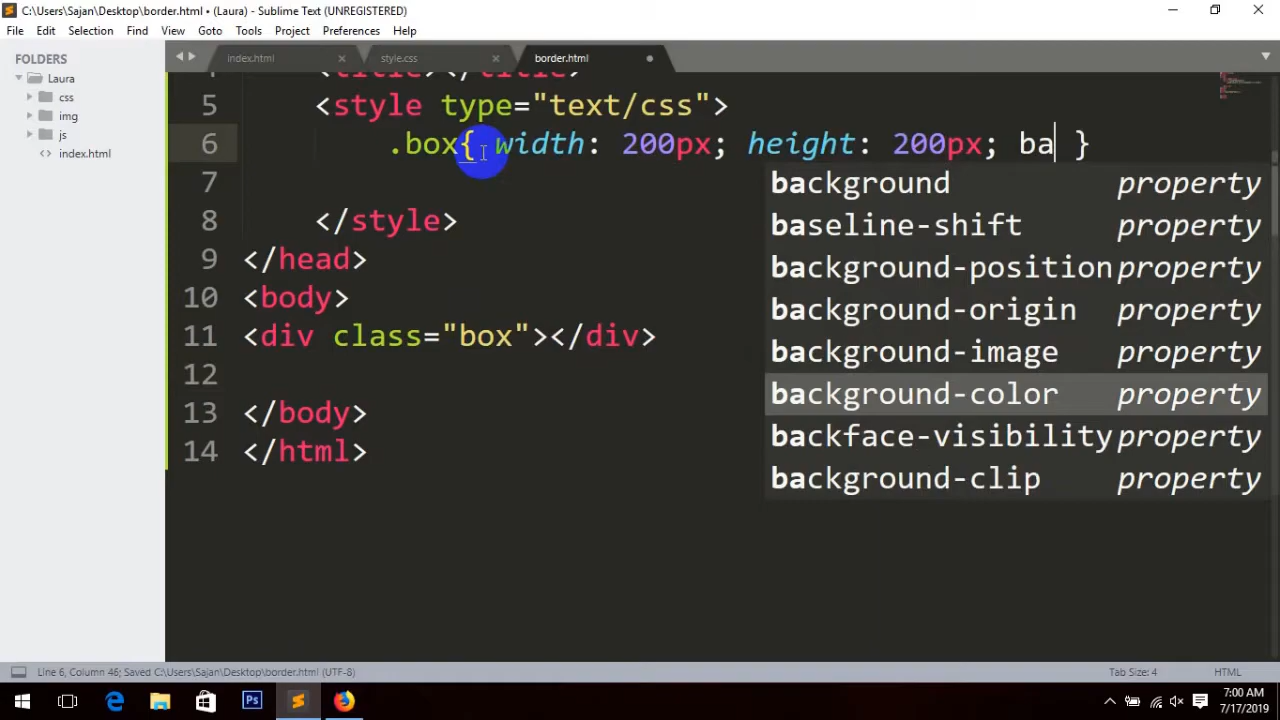 C:\Users\Sajan\Desktop\border.html • (Laura) - Sublime Text (UNREGISTERED)
File Edit Selection Find View Goto Tools Project Preferences Help
FOLDERS
Laura
css
img
js
index.html
index.html style.css border.html
4 <title></title>
5 <style type="text/css">
6 .box{ width: 200px; height: 200px; ba }
7
8 </style>
9 </head>
10 <body>
11 <div class="box"></div>
12
13 </body>
14 </html>
background property
baseline-shift property
background-position property
background-origin property
background-image property
background-color property
backface-visibility property
background-clip property
Line 6, Column 46; Saved C:\Users\Sajan\Desktop\border.html (UTF-8) Tab Size: 4 HTML
Ps
7:00 AM
7/17/2019